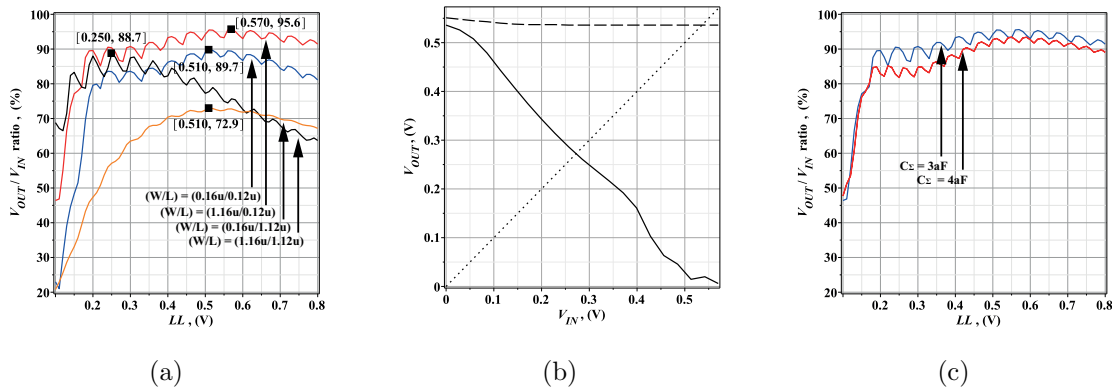 100
90
80
70
60
50
40
30
20
V_OUT / V_IN ratio , (%)
[0.250, 88.7]
[0.570, 95.6]
[0.510, 89.7]
[0.510, 72.9]
(W/L) = (0.16u/0.12u)
(W/L) = (1.16u/0.12u)
(W/L) = (0.16u/1.12u)
(W/L) = (1.16u/1.12u)
0.2 0.3 0.4 0.5 0.6 0.7 0.8
LL , (V)
(a)
0.5
0.4
0.3
0.2
0.1
0
V_OUT, (V)
0 0.1 0.2 0.3 0.4 0.5
V_IN, (V)
(b)
100
90
80
70
60
50
40
30
20
V_OUT / V_IN ratio , (%)
C_Σ = 3aF
C_Σ = 4aF
0.2 0.3 0.4 0.5 0.6 0.7 0.8
LL , (V)
(c)